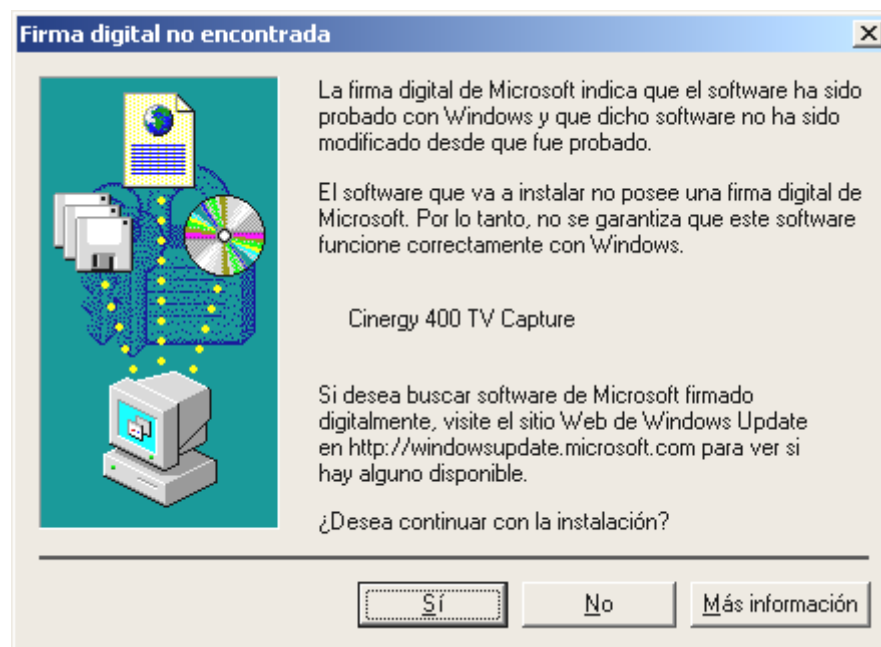 Firma digital no encontrada
La firma digital de Microsoft indica que el software ha sido
probado con Windows y que dicho software no ha sido
modificado desde que fue probado.
El software que va a instalar no posee una firma digital de
Microsoft. Por lo tanto, no se garantiza que este software
funcione correctamente con Windows.
Cinergy 400 TV Capture
Si desea buscar software de Microsoft firmado
digitalmente, visite el sitio Web de Windows Update
en http://windowsupdate.microsoft.com para ver si
hay alguno disponible.
¿Desea continuar con la instalación?
Sí No Más información